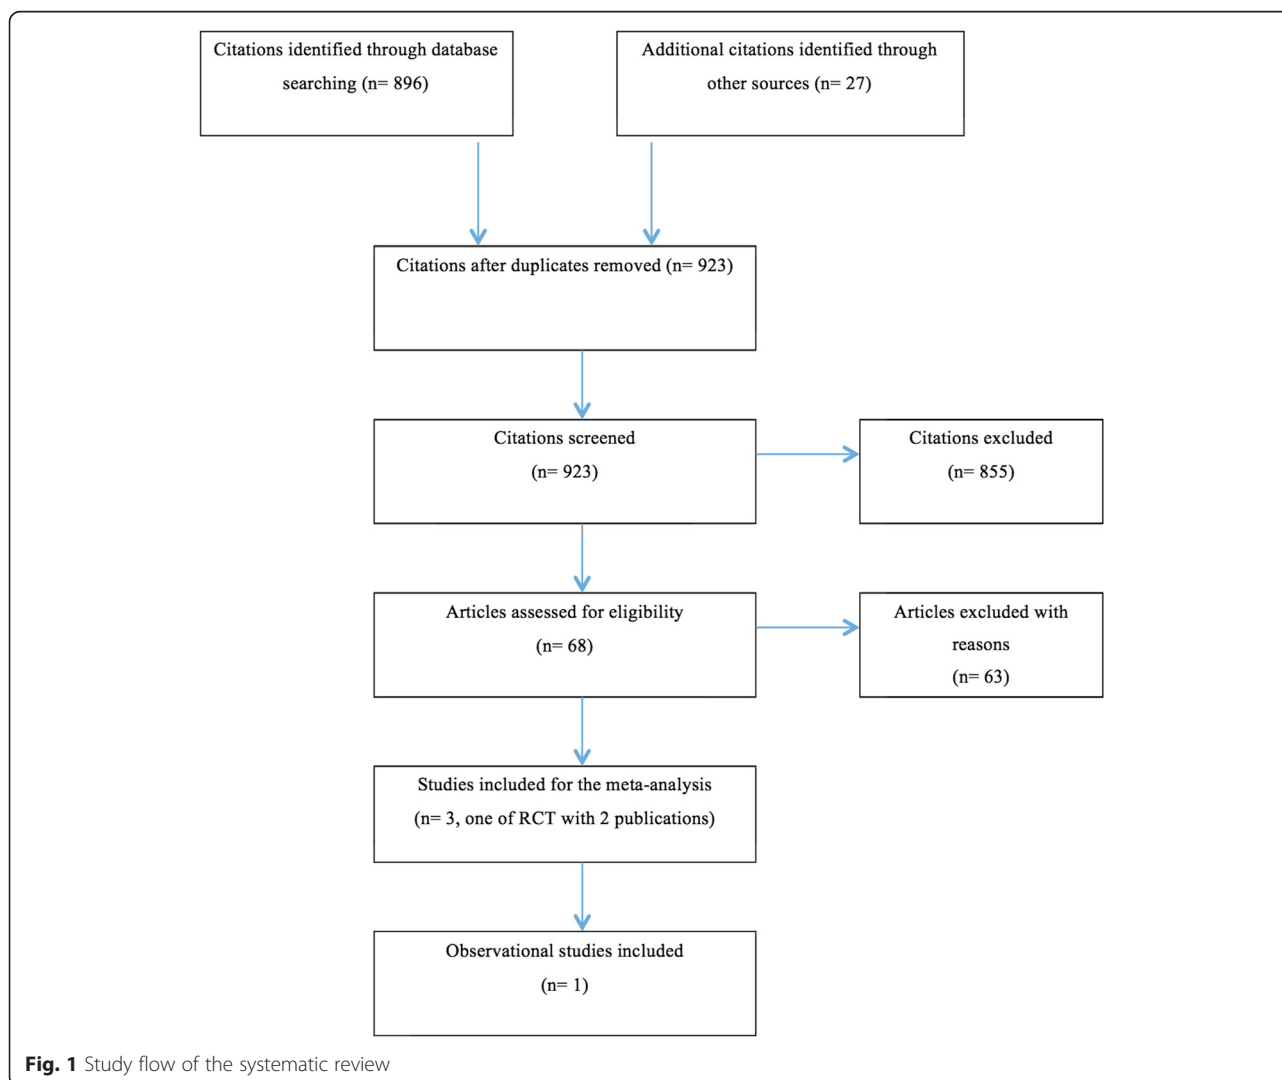 Citations identified through database
searching (n= 896)
Additional citations identified through
other sources (n= 27)
Citations after duplicates removed (n= 923)
Citations screened
(n= 923)
Citations excluded
(n= 855)
Articles assessed for eligibility
(n= 68)
Articles excluded with
reasons
(n= 63)
Studies included for the meta-analysis
(n= 3, one of RCT with 2 publications)
Observational studies included
(n= 1)
Fig. 1 Study flow of the systematic review